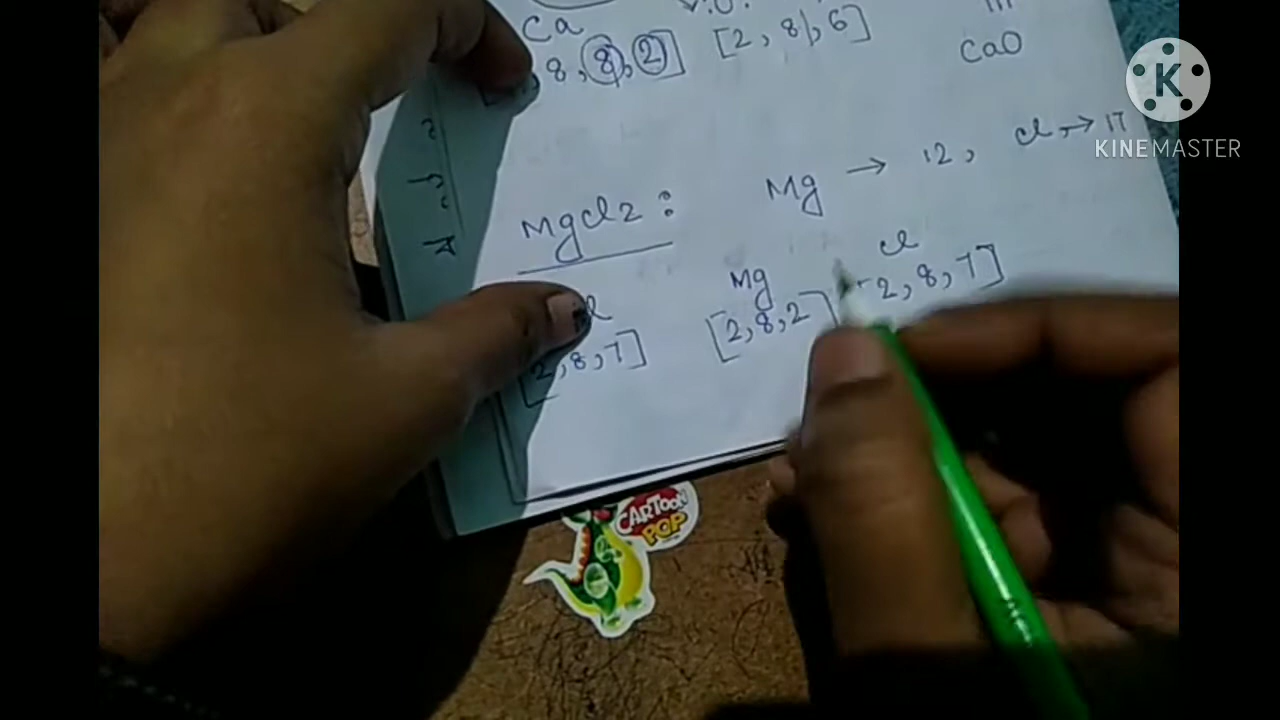 Ca
8, 8, 2] [2, 8, 6]
CaO
K
KINEMASTER
Mg → 12, Cl → 17
MgCl2 :
Mg Cl
[2, 8, 7] [2, 8, 2] 2, 8, 7]
CARTOON
POP